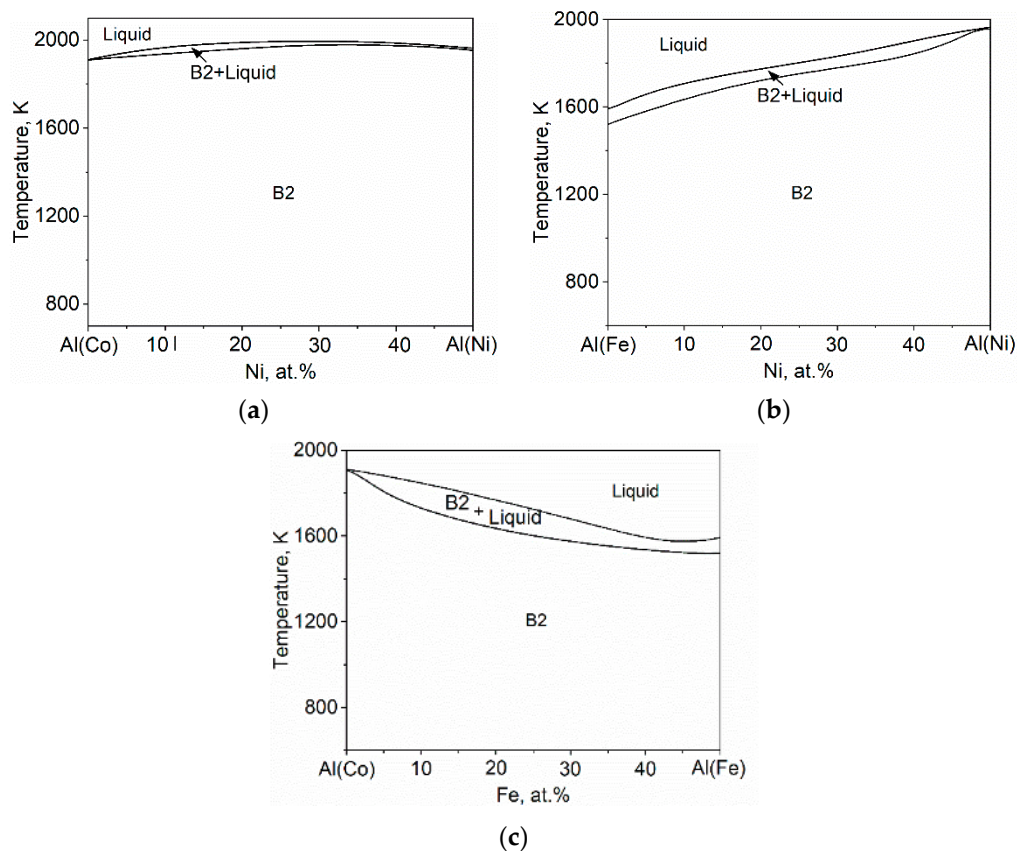 2000
Liquid
B2+Liquid
1600
Temperature, K
B2
1200
800
Al(Co) 10 20 30 40 Al(Ni)
Ni, at.%
(a)
2000
Liquid
B2+Liquid
1600
Temperature, K
B2
1200
800
Al(Fe) 10 20 30 40 Al(Ni)
Ni, at.%
(b)
2000
Liquid
B2 + Liquid
1600
Temperature, K
B2
1200
800
Al(Co) 10 20 30 40 Al(Fe)
Fe, at.%
(c)